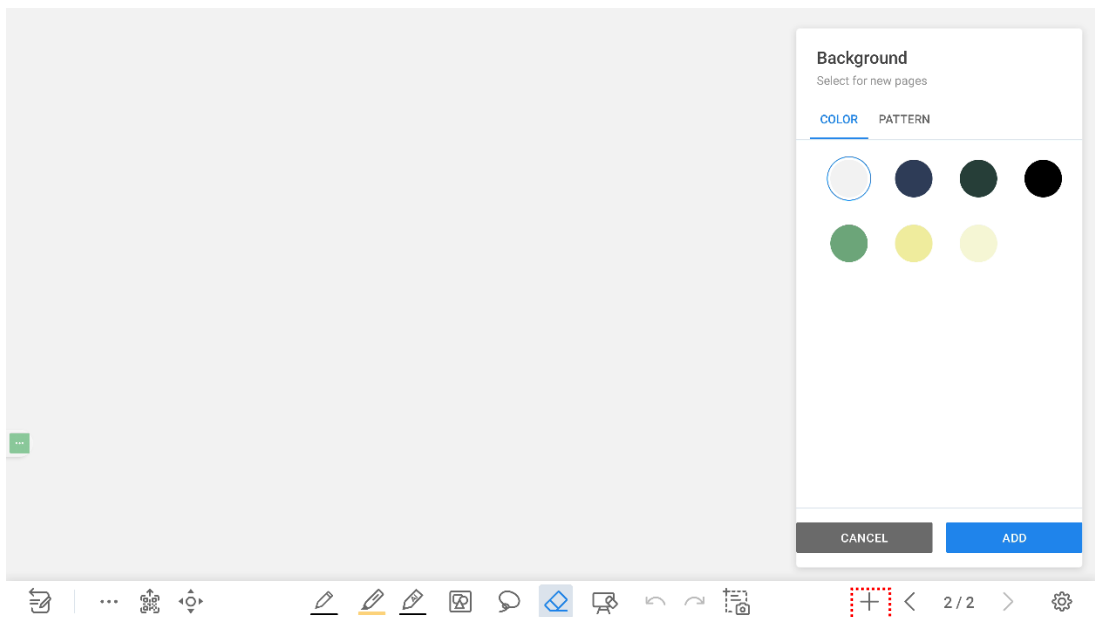 Background
Select for new pages
COLOR PATTERN
CANCEL ADD
2/2